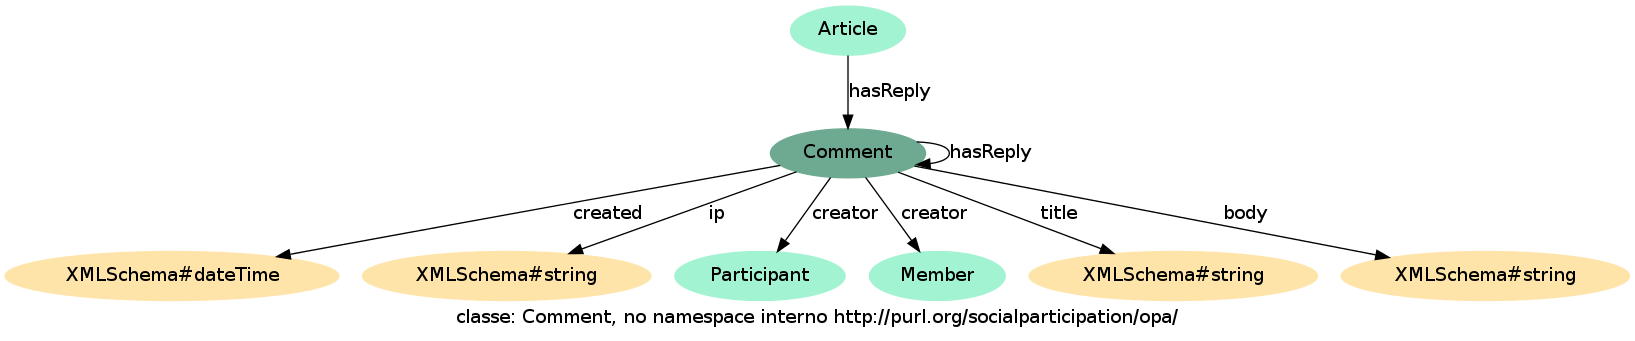 Article
hasReply
Comment
hasReply
created
ip
creator
creator
title
body
XMLSchema#dateTime
XMLSchema#string
Participant
Member
XMLSchema#string
XMLSchema#string
classe: Comment, no namespace interno http://purl.org/socialparticipation/opa/